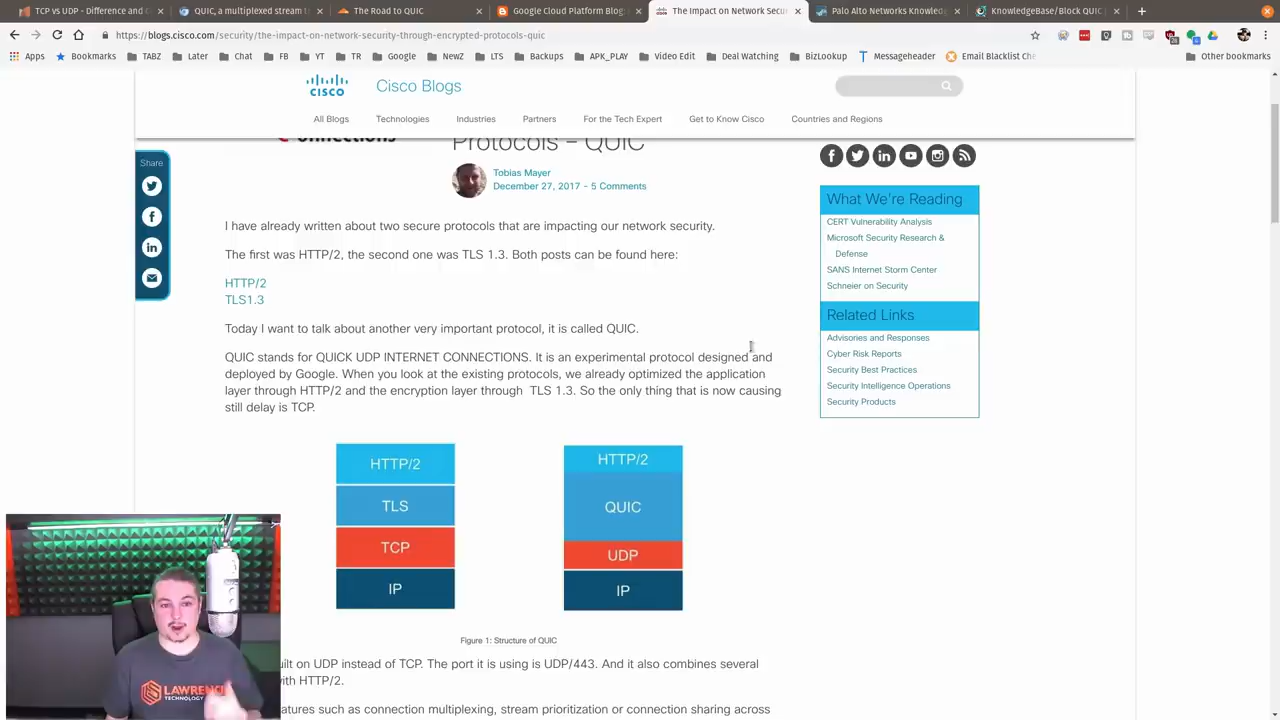 TCP vs UDP - Difference and C
QUIC, a multiplexed stream t
The Road to QUIC
Google Cloud Platform Blog:
The Impact on Network Secu
Palo Alto Networks Knowled
KnowledgeBase/Block QUIC
https://blogs.cisco.com/security/the-impact-on-network-security-through-encrypted-protocols-quic
Apps
Bookmarks
TABZ
Later
Chat
FB
YT
TR
Google
NewZ
LTS
Backups
APK_PLAY
Video Edit
Deal Watching
BizLookup
Messageheader
Email Blacklist Che
Other bookmarks
CISCO
Cisco Blogs
All Blogs
Technologies
Industries
Partners
For the Tech Expert
Get to Know Cisco
Countries and Regions
Protocols – QUIC
Share
Tobias Mayer
December 27, 2017 - 5 Comments
I have already written about two secure protocols that are impacting our network security.
The first was HTTP/2, the second one was TLS 1.3. Both posts can be found here:
HTTP/2
TLS1.3
Today I want to talk about another very important protocol, it is called QUIC.
QUIC stands for QUICK UDP INTERNET CONNECTIONS. It is an experimental protocol designed and
deployed by Google. When you look at the existing protocols, we already optimized the application
layer through HTTP/2 and the encryption layer through TLS 1.3. So the only thing that is now causing
still delay is TCP.
HTTP/2
TLS
TCP
IP
HTTP/2
QUIC
UDP
IP
Figure 1: Structure of QUIC
uilt on UDP instead of TCP. The port it is using is UDP/443. And it also combines several
with HTTP/2.
atures such as connection multiplexing, stream prioritization or connection sharing across
What We're Reading
CERT Vulnerability Analysis
Microsoft Security Research &
Defense
SANS Internet Storm Center
Schneier on Security
Related Links
Advisories and Responses
Cyber Risk Reports
Security Best Practices
Security Intelligence Operations
Security Products
LAWRENCE
TECHNOLOGY